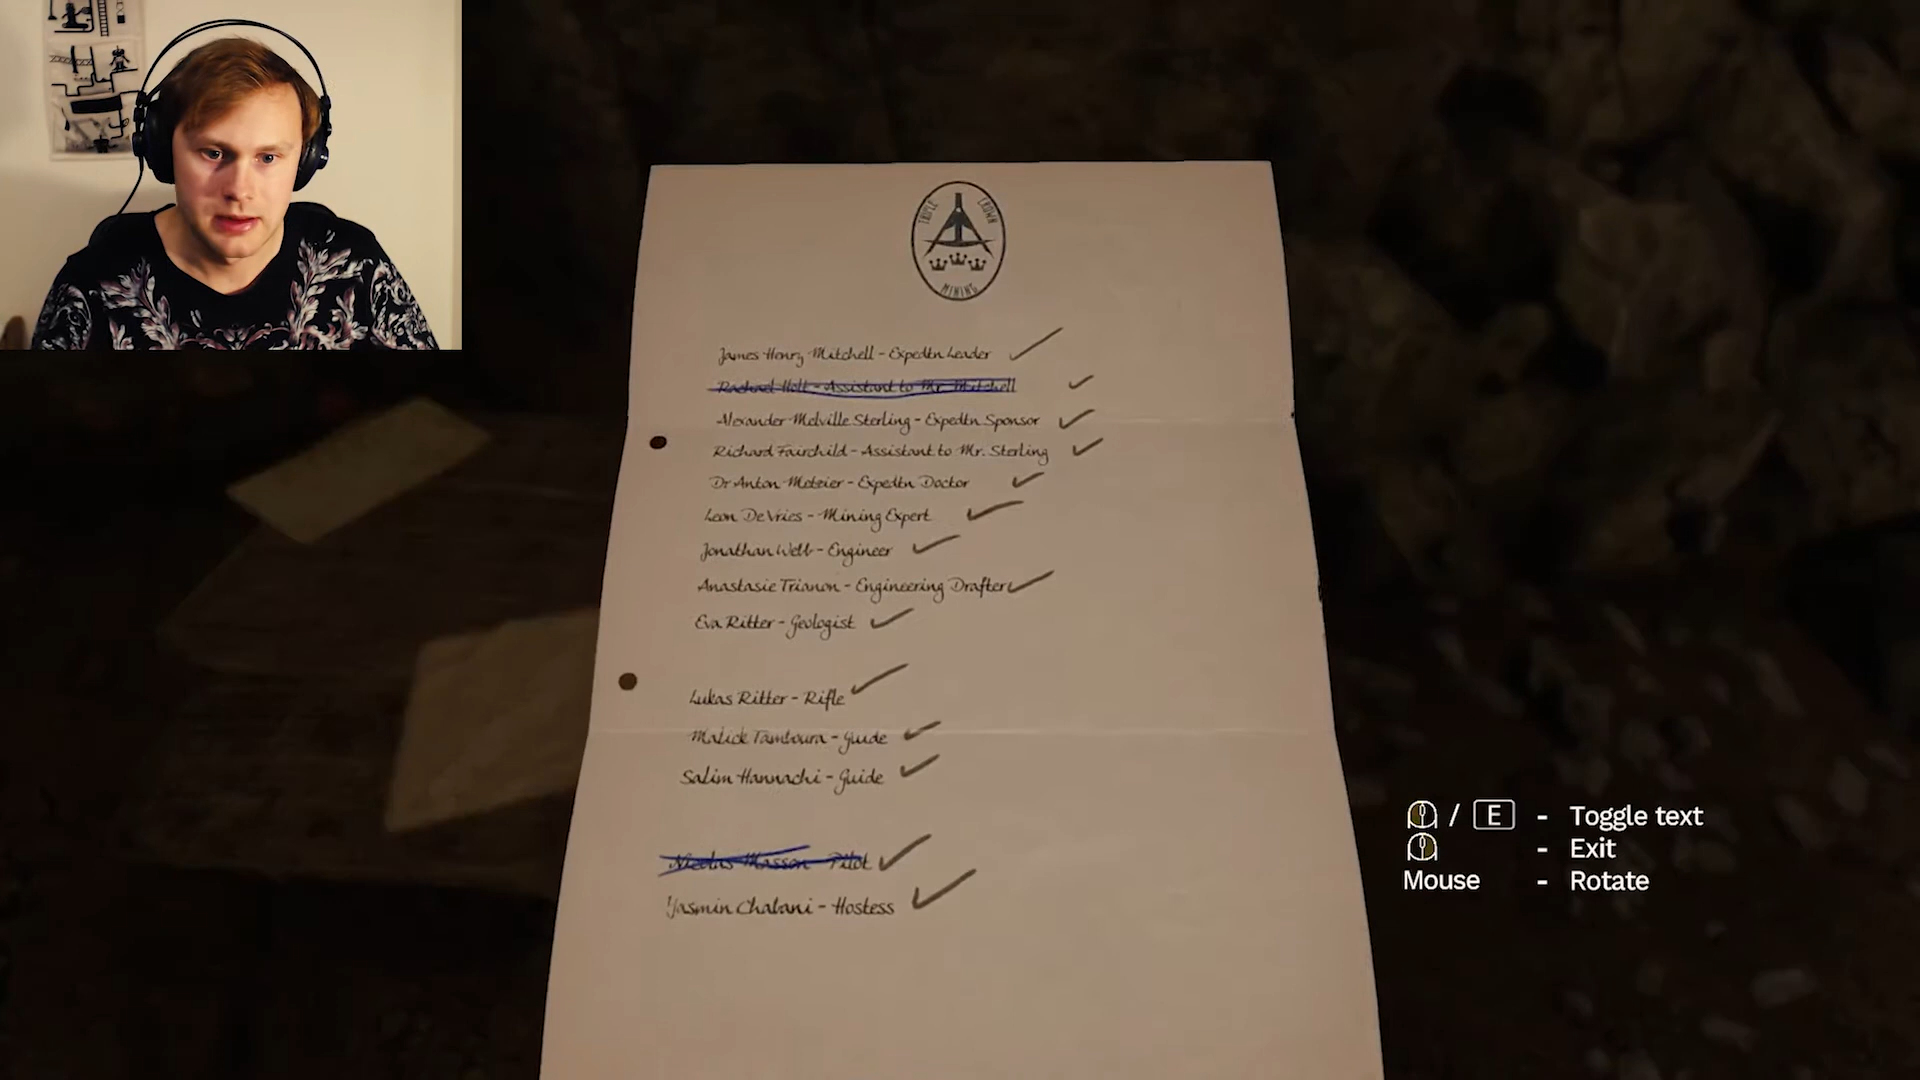 TRIPLE CROWN
MINING
James Henry Mitchell - Expedtn Leader
Rachael Holt - Assistant to Mr. Mitchell
Alexander Melville Sterling - Expedtn Sponsor
Richard Fairchild - Assistant to Mr. Sterling
Dr Anton Metzier - Expedtn Doctor
Leon DeVries - Mining Expert
Jonathan Webb - Engineer
Anastasie Trianon - Engineering Drafter
Eva Ritter - Geologist
Lukas Ritter - Rifle
Malick Tamboura - Guide
Salim Hannachi - Guide
Nicolas Masson - Pilot
Yasmin Chabani - Hostess
/ E - Toggle text
- Exit
Mouse - Rotate